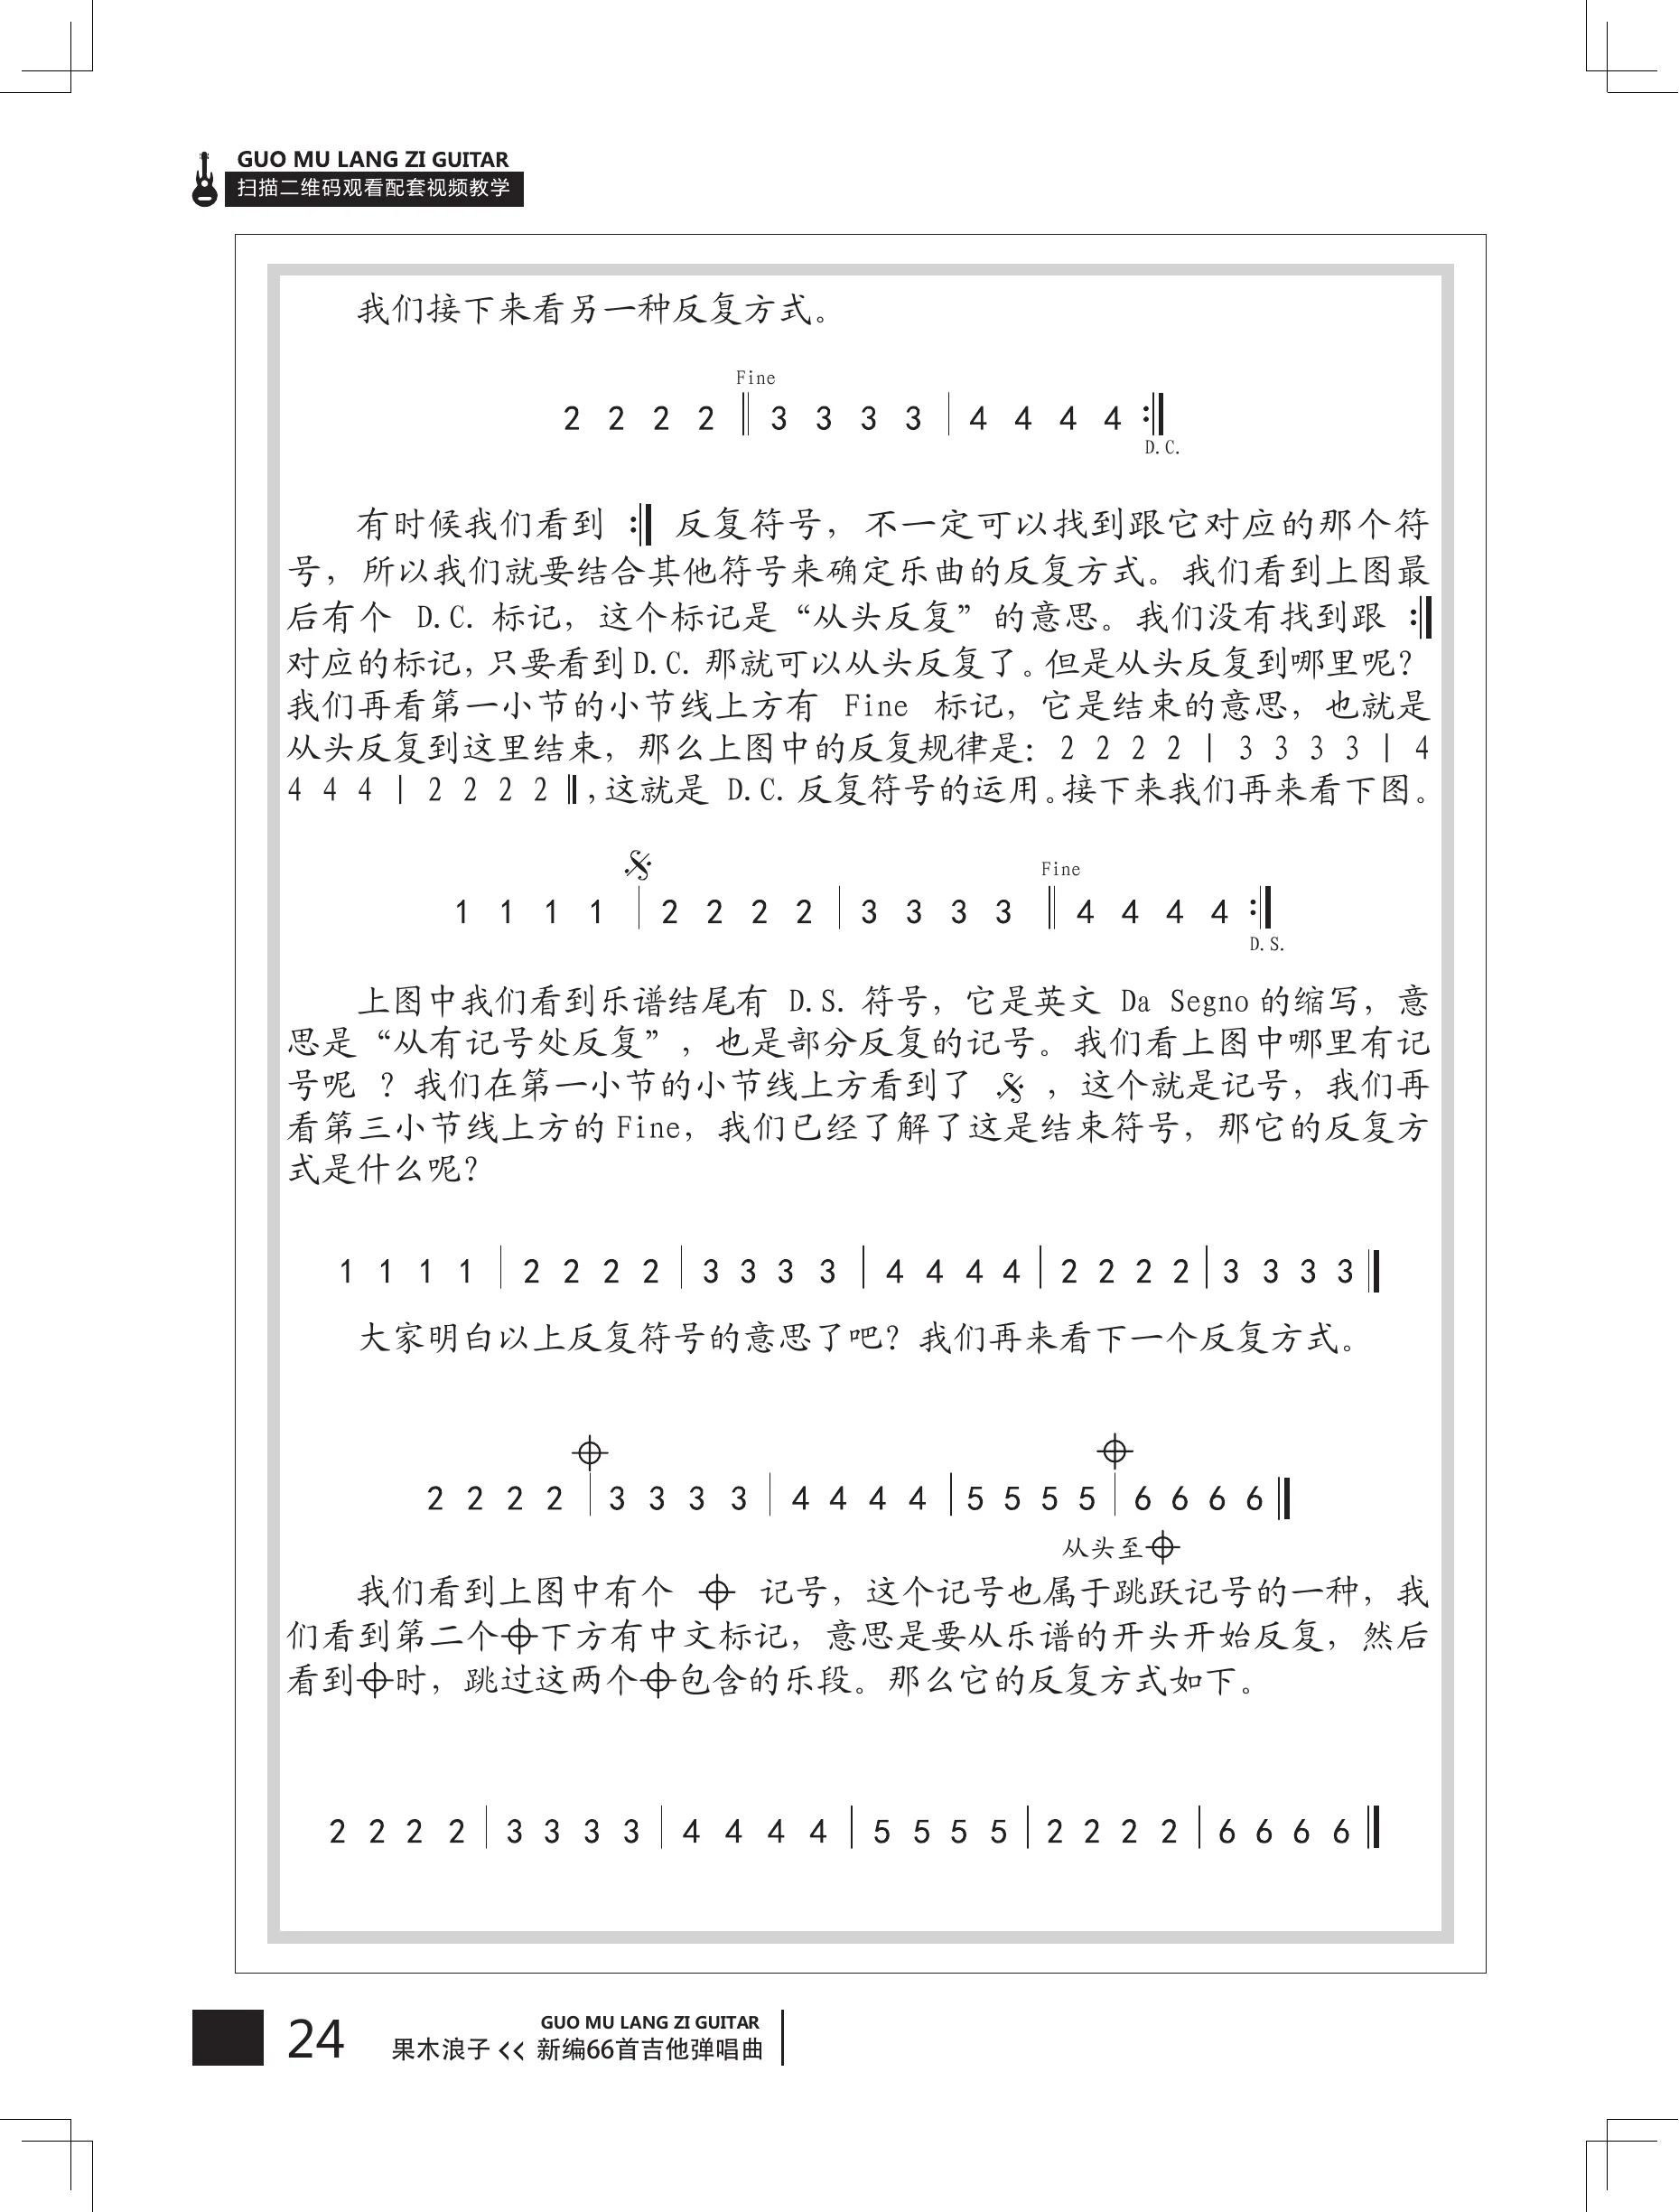 GUO MU LANG ZI GUITAR
扫描二维码观看配套视频教学
我们接下来看另一种反复方式。
Fine
2 2 2 2 ‖ 3 3 3 3 | 4 4 4 4 :‖
D.C.
有时候我们看到 :‖ 反复符号，不一定可以找到跟它对应的那个符
号，所以我们就要结合其他符号来确定乐曲的反复方式。我们看到上图最
后有个 D.C. 标记，这个标记是“从头反复”的意思。我们没有找到跟 :‖
对应的标记，只要看到D.C. 那就可以从头反复了。但是从头反复到哪里呢？
我们再看第一小节的小节线上方有 Fine 标记，它是结束的意思，也就是
从头反复到这里结束，那么上图中的反复规律是：2 2 2 2 | 3 3 3 3 | 4
4 4 4 | 2 2 2 2 ‖，这就是 D.C. 反复符号的运用。接下来我们再来看下图。
𝄋 Fine
1 1 1 1 | 2 2 2 2 | 3 3 3 3 ‖ 4 4 4 4 :‖
D.S.
上图中我们看到乐谱结尾有 D.S. 符号，它是英文 Da Segno 的缩写，意
思是“从有记号处反复”，也是部分反复的记号。我们看上图中哪里有记
号呢 ？我们在第一小节的小节线上方看到了 𝄋 ，这个就是记号，我们再
看第三小节线上方的 Fine，我们已经了解了这是结束符号，那它的反复方
式是什么呢？
1 1 1 1 | 2 2 2 2 | 3 3 3 3 | 4 4 4 4 | 2 2 2 2 | 3 3 3 3 ‖
大家明白以上反复符号的意思了吧？我们再来看下一个反复方式。
𝄌 𝄌
2 2 2 2 | 3 3 3 3 | 4 4 4 4 | 5 5 5 5 | 6 6 6 6 ‖
从头至𝄌
我们看到上图中有个 𝄌 记号，这个记号也属于跳跃记号的一种，我
们看到第二个𝄌下方有中文标记，意思是要从乐谱的开头开始反复，然后
看到𝄌时，跳过这两个𝄌包含的乐段。那么它的反复方式如下。
2 2 2 2 | 3 3 3 3 | 4 4 4 4 | 5 5 5 5 | 2 2 2 2 | 6 6 6 6 ‖
24
GUO MU LANG ZI GUITAR
果木浪子 << 新编66首吉他弹唱曲